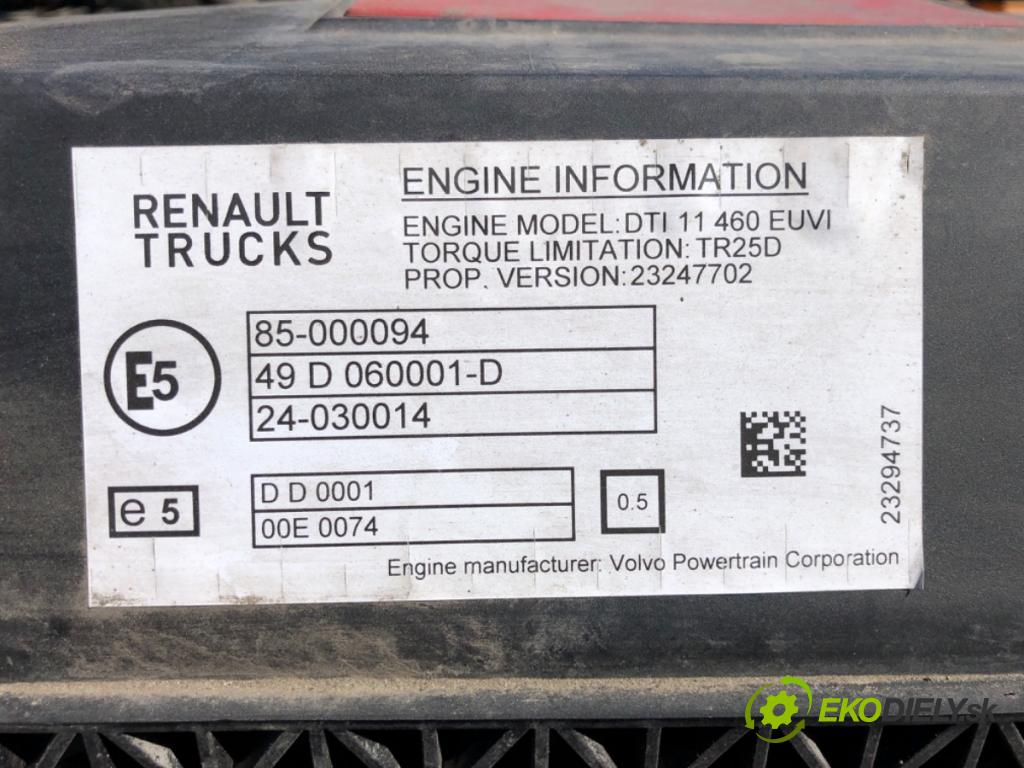 RENAULT
TRUCKS
ENGINE INFORMATION
ENGINE MODEL: DTI 11 460 EUVI
TORQUE LIMITATION: TR25D
PROP. VERSION: 23247702
E5
85-000094
49 D 060001-D
24-030014
e 5
D D 0001
00E 0074
0.5
23294737
Engine manufacturer: Volvo Powertrain Corporation
EKODIELY.sk